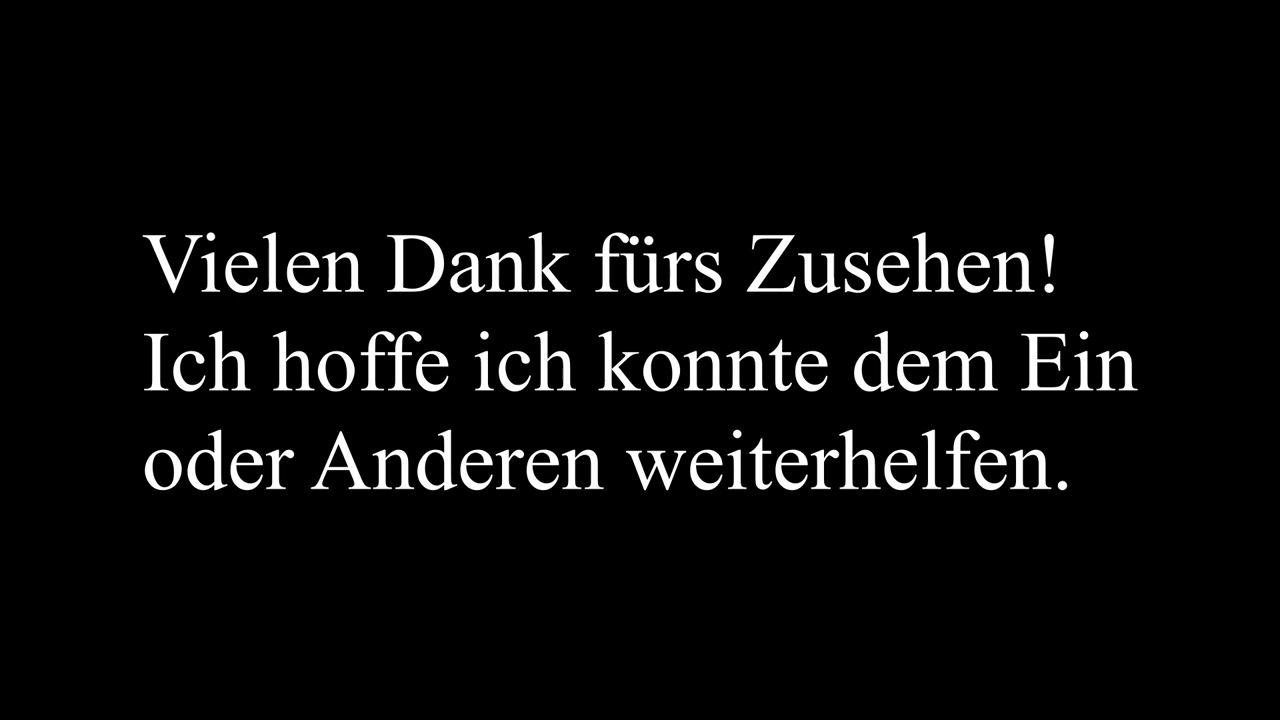 Vielen Dank fürs Zusehen!
Ich hoffe ich konnte dem Ein
oder Anderen weiterhelfen.